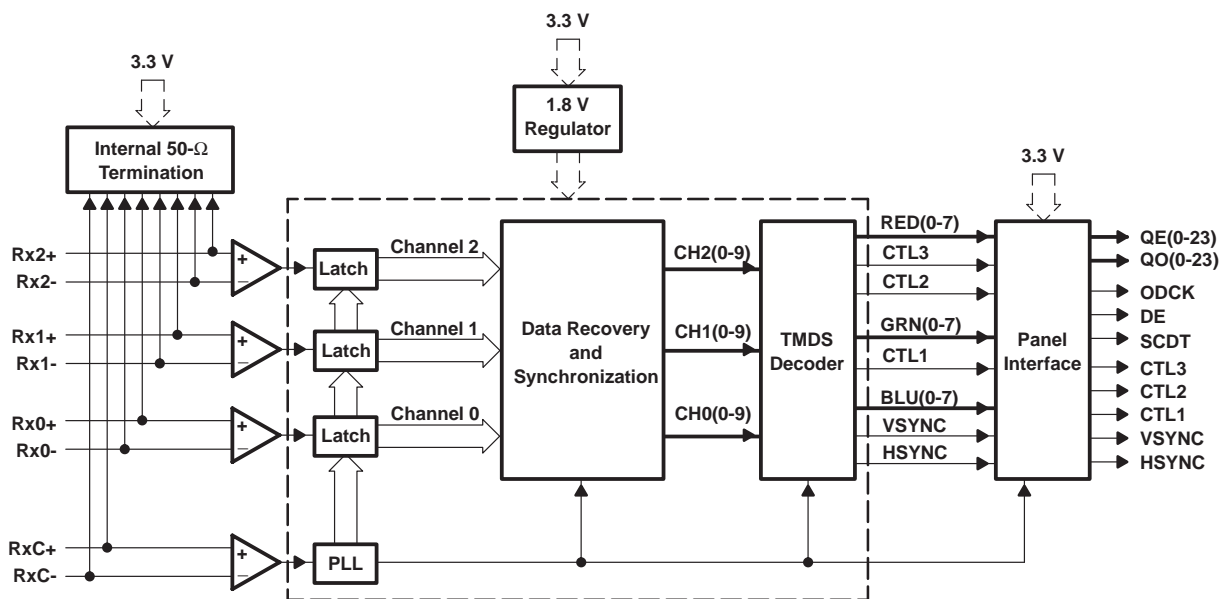 3.3 V
3.3 V
1.8 V
Regulator
Internal 50-Ω
Termination
3.3 V
Rx2+
Rx2-
+
−
Latch
Channel 2
CH2(0-9)
RED(0-7)
CTL3
CTL2
QE(0-23)
QO(0-23)
ODCK
DE
SCDT
CTL3
CTL2
CTL1
VSYNC
HSYNC
Rx1+
Rx1-
+
−
Latch
Channel 1
Data Recovery
and
Synchronization
CH1(0-9)
TMDS
Decoder
GRN(0-7)
CTL1
Panel
Interface
Rx0+
Rx0-
+
−
Latch
Channel 0
CH0(0-9)
BLU(0-7)
VSYNC
HSYNC
RxC+
RxC-
+
−
PLL